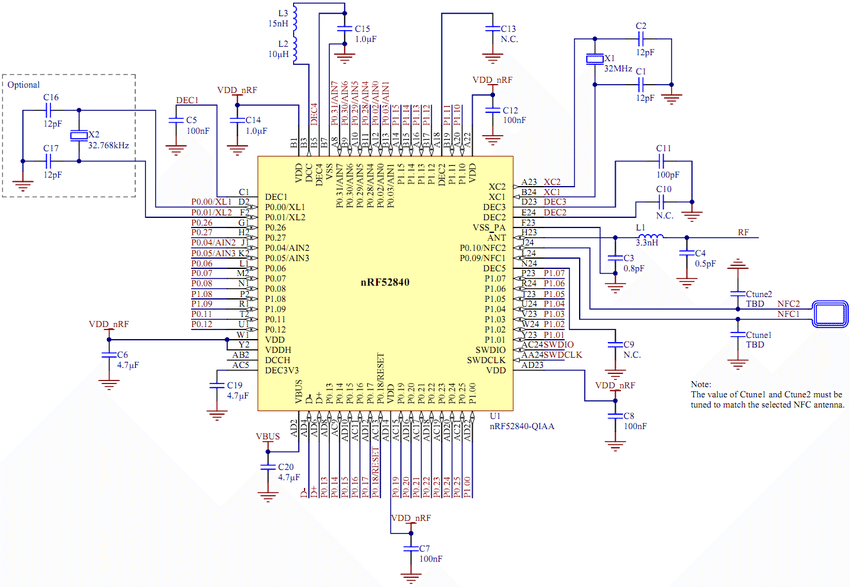 L3
15nH
L2
10µH
C15
1.0µF
C13
N.C.
C2
12pF
X1
32MHz
C1
12pF
Optional
C16
12pF
X2
32.768kHz
C17
12pF
DEC1
C5
100nF
VDD_nRF
C14
1.0µF
DEC4
P0.31/AIN7
P0.30/AIN6
P0.29/AIN5
P0.28/AIN4
P0.02/AIN0
P0.03/AIN1
P1.15
P1.14
P1.13
P1.12
P1.11
P1.10
VDD_nRF
C12
100nF
B1
B3
B5
B7
A8
B9
A10
B11
A12
B13
A14
B15
A16
B17
A18
B19
A20
A22
VDD
DCC
DEC4
VSS
P0.31/AIN7
P0.30/AIN6
P0.29/AIN5
P0.28/AIN4
P0.02/AIN0
P0.03/AIN1
P1.15
P1.14
P1.13
P1.12
DEC2
P1.11
P1.10
VDD
C1 DEC1
P0.00/XL1 D2 P0.00/XL1
P0.01/XL2 F2 P0.01/XL2
P0.26 G1 P0.26
P0.27 H2 P0.27
P0.04/AIN2 J1 P0.04/AIN2
P0.05/AIN3 K2 P0.05/AIN3
P0.06 L1 P0.06
P0.07 M2 P0.07
P0.08 N1 P0.08
P1.08 P2 P1.08
P1.09 R1 P1.09
P0.11 T2 P0.11
P0.12 U1 P0.12
W1 VDD
Y2 VDDH
AB2 DCCH
AC5 DEC3V3
VDD_nRF
C6
4.7µF
C19
4.7µF
nRF52840
XC2 A23 XC2
XC1 B24 XC1
DEC3 D23 DEC3
DEC2 E24 DEC2
VSS_PA F23
ANT H23
P0.10/NFC2 J24
P0.09/NFC1 L24
DEC5 N24
P1.07 P23 P1.07
P1.06 R24 P1.06
P1.05 T23 P1.05
P1.04 U24 P1.04
P1.03 V23 P1.03
P1.02 W24 P1.02
P1.01 Y23 P1.01
SWDIO AC24 SWDIO
SWDCLK AA24 SWDCLK
VDD AD23
C11
100pF
C10
N.C.
L1
3.3nH
RF
C3
0.8pF
C4
0.5pF
Ctune2
TBD
NFC2
NFC1
Ctune1
TBD
C9
N.C.
VDD_nRF
C8
100nF
Note:
The value of Ctune1 and Ctune2 must be
tuned to match the selected NFC antenna.
VBUS
D-
D+
P0.13
P0.14
P0.15
P0.16
P0.17
P0.18/RESET
VDD
P0.19
P0.20
P0.21
P0.22
P0.23
P0.24
P0.25
P1.00
U1
nRF52840-QIAA
AD2
AD4
AD6
AD8
AC9
AD10
AC11
AD12
AC13
AD14
AC15
AD16
AC17
AD18
AC19
AD20
AC21
AD22
VBUS
C20
4.7µF
D-
D+
P0.13
P0.14
P0.15
P0.16
P0.17
P0.18/RESET
P0.19
P0.20
P0.21
P0.22
P0.23
P0.24
P0.25
P1.00
VDD_nRF
C7
100nF